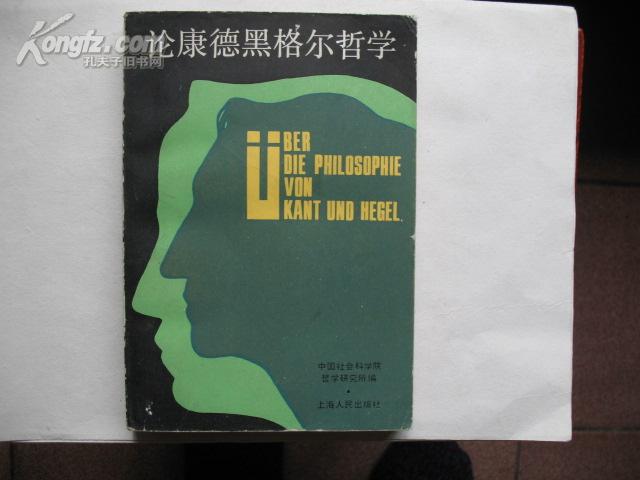 Kongfz.com
孔夫子旧书网
论康德黑格尔哲学
ÜBER
DIE PHILOSOPHIE
VON
KANT UND HEGEL
中国社会科学院
哲学研究所编
上海人民出版社